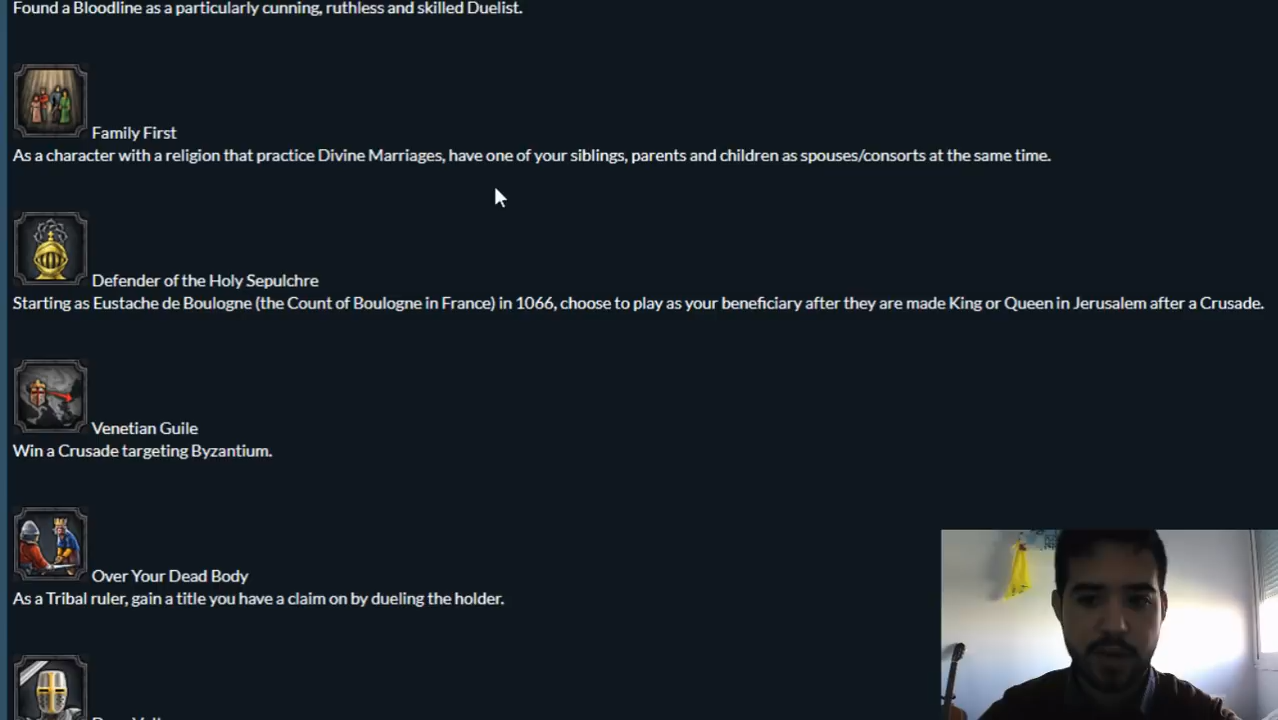 Found a Bloodline as a particularly cunning, ruthless and skilled Duelist.
Family First
As a character with a religion that practice Divine Marriages, have one of your siblings, parents and children as spouses/consorts at the same time.
Defender of the Holy Sepulchre
Starting as Eustache de Boulogne (the Count of Boulogne in France) in 1066, choose to play as your beneficiary after they are made King or Queen in Jerusalem after a Crusade.
Venetian Guile
Win a Crusade targeting Byzantium.
Over Your Dead Body
As a Tribal ruler, gain a title you have a claim on by dueling the holder.